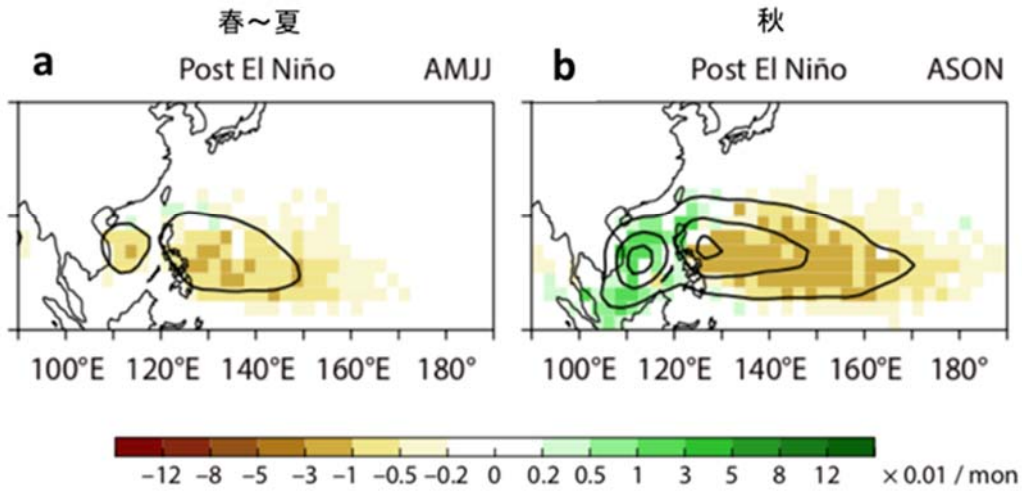 春～夏
秋
a Post El Niño AMJJ
b Post El Niño ASON
100°E 120°E 140°E 160°E 180°
100°E 120°E 140°E 160°E 180°
−12 −8 −5 −3 −1 −0.5 −0.2 0 0.2 0.5 1 3 5 8 12 × 0.01 / mon